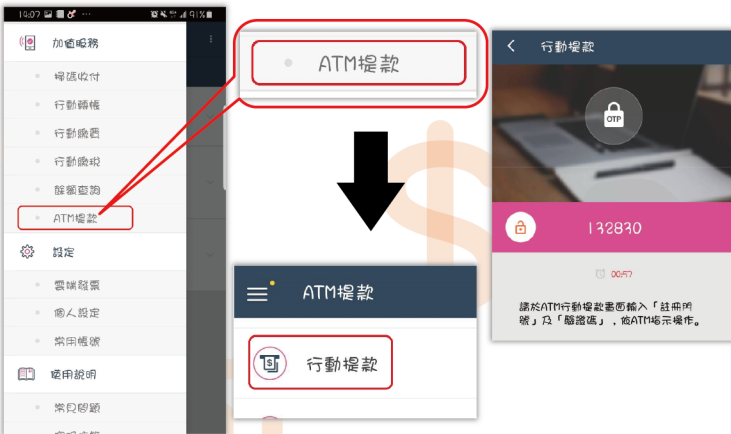 14:07
91%
加值服務
掃碼收付
行動轉帳
行動繳費
行動繳稅
餘額查詢
ATM提款
設定
雲端發票
個人設定
常用帳號
使用說明
常見問題
ATM提款
ATM提款
行動提款
行動提款
OTP
132830
00:57
請於ATM行動提款畫面輸入「註冊門
號」及「驗證碼」，依ATM指示操作。